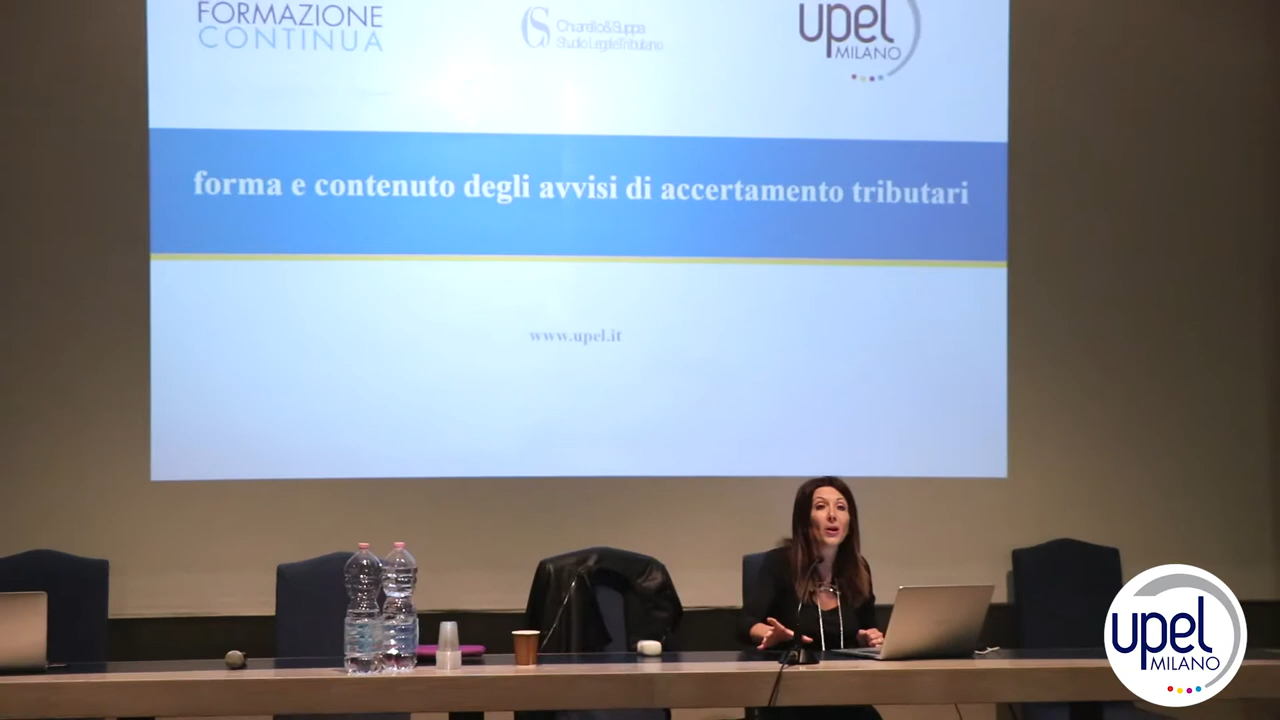 FORMAZIONE
CONTINUA
CS
Chiarello&Suppa
Studio Legale Tributario
upel
MILANO
forma e contenuto degli avvisi di accertamento tributari
www.upel.it
upel
MILANO